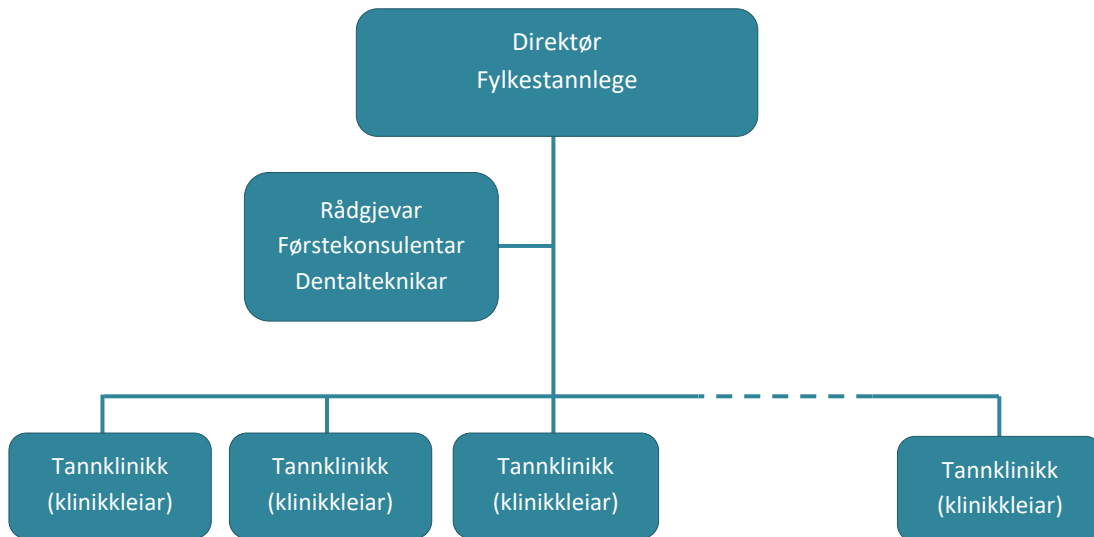 Direktør
Fylkestannlege
Rådgjevar
Førstekonsulentar
Dentalteknikar
Tannklinikk
(klinikkleiar)
Tannklinikk
(klinikkleiar)
Tannklinikk
(klinikkleiar)
Tannklinikk
(klinikkleiar)